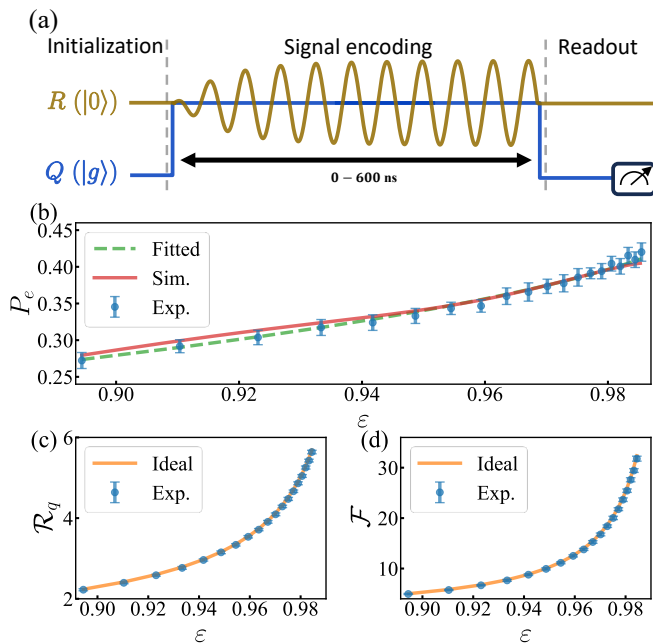 (a)
Initialization Signal encoding Readout
R (|0⟩)
Q (|g⟩)
0 – 600 ns
(b)
0.45
0.40
0.35
0.30
0.25
P_e
Fitted
Sim.
Exp.
0.90 0.92 0.94 0.96 0.98
ε
(c)
6
4
2
ℛ_q
Ideal
Exp.
0.90 0.92 0.94 0.96 0.98
ε
(d)
30
20
10
ℱ
Ideal
Exp.
0.90 0.92 0.94 0.96 0.98
ε